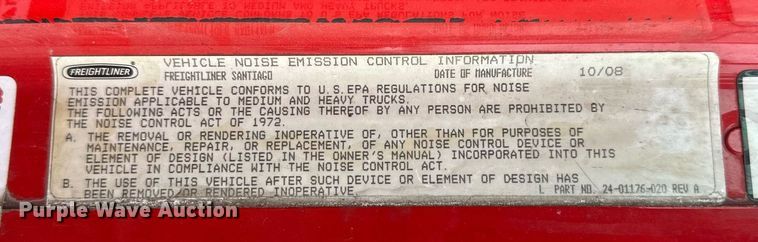 VEHICLE NOISE EMISSION CONTROL INFORMATION
FREIGHTLINER
FREIGHTLINER SANTIAGO DATE OF MANUFACTURE 10/08
THIS COMPLETE VEHICLE CONFORMS TO U.S.EPA REGULATIONS FOR NOISE
EMISSION APPLICABLE TO MEDIUM AND HEAVY TRUCKS.
THE FOLLOWING ACTS OR THE CAUSING THEREOF BY ANY PERSON ARE PROHIBITED BY
THE NOISE CONTROL ACT OF 1972.
A. THE REMOVAL OR RENDERING INOPERATIVE OF, OTHER THAN FOR PURPOSES OF
MAINTENANCE, REPAIR, OR REPLACEMENT, OF ANY NOISE CONTROL DEVICE OR
ELEMENT OF DESIGN (LISTED IN THE OWNER'S MANUAL) INCORPORATED INTO THIS
VEHICLE IN COMPLIANCE WITH THE NOISE CONTROL ACT.
B. THE USE OF THIS VEHICLE AFTER SUCH DEVICE OR ELEMENT OF DESIGN HAS
BEEN REMOVED OR RENDERED INOPERATIVE. L PART NO. 24-01176-020 REV A
Purple Wave Auction